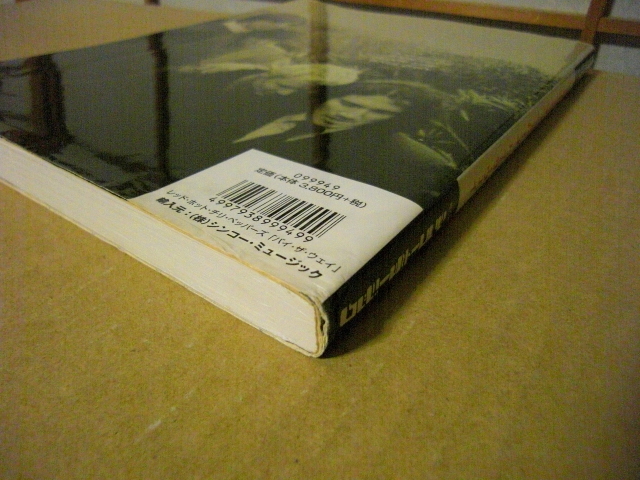 099949
定価(本体 3,800円+税)
4997938999499
レッド・ホット・チリ・ペッパーズ「バイ・ザ・ウェイ」
輸入元:(株)シンコー・ミュージック